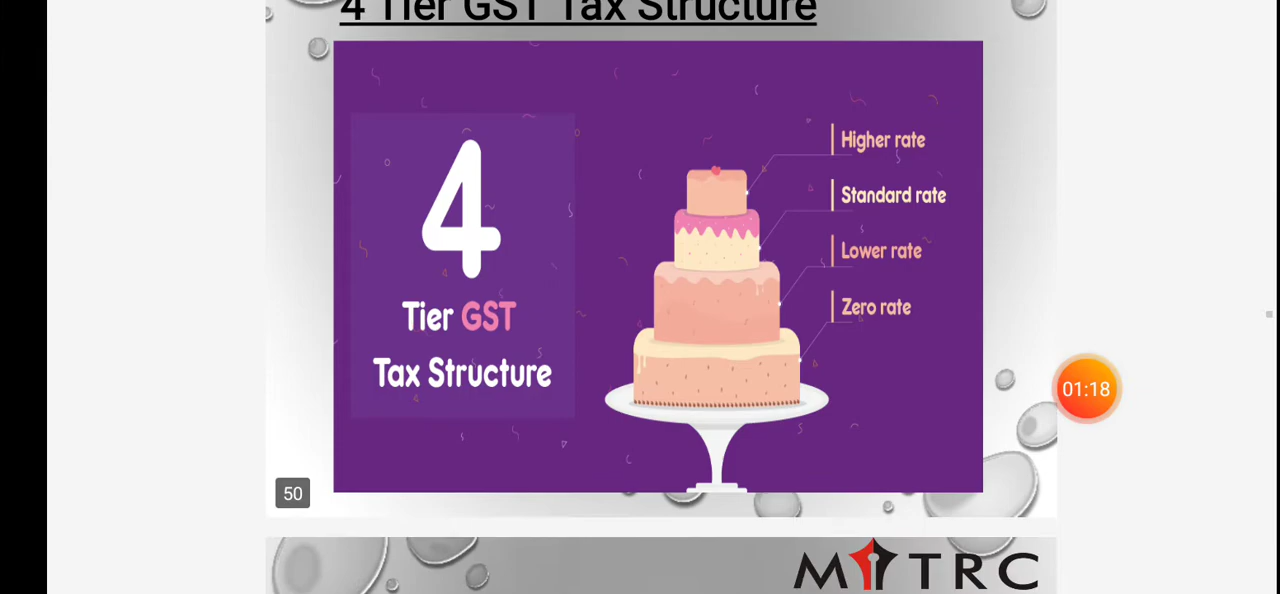 4 Tier GST Tax Structure
4
Tier GST
Tax Structure
Higher rate
Standard rate
Lower rate
Zero rate
01:18
50
MITRC